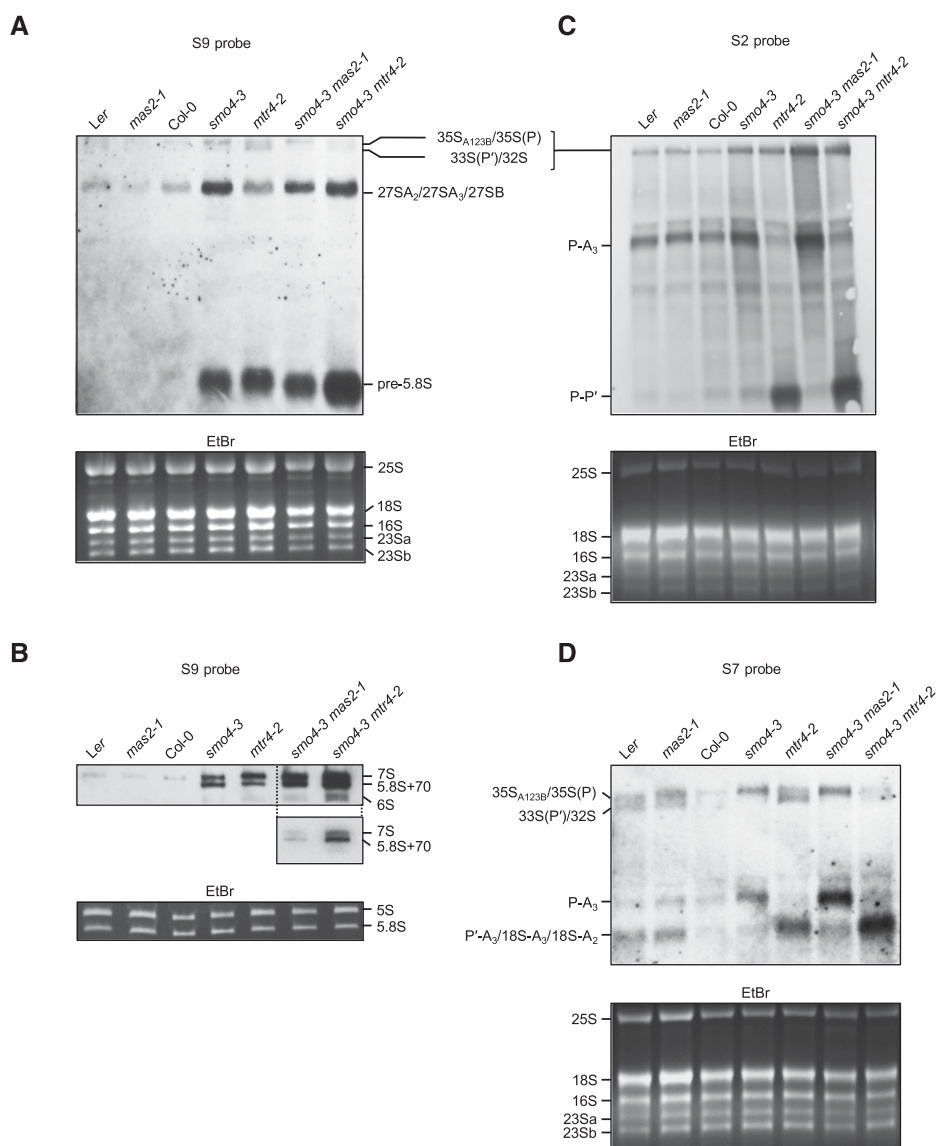 A
S9 probe
Ler
mas2-1
Col-0
smo4-3
mtr4-2
smo4-3 mas2-1
smo4-3 mtr4-2
35S_A123B/35S(P)
33S(P′)/32S
27SA₂/27SA₃/27SB
pre-5.8S
EtBr
25S
18S
16S
23Sa
23Sb
C
S2 probe
Ler
mas2-1
Col-0
smo4-3
mtr4-2
smo4-3 mas2-1
smo4-3 mtr4-2
P-A₃
P-P′
EtBr
25S
18S
16S
23Sa
23Sb
B
S9 probe
Ler
mas2-1
Col-0
smo4-3
mtr4-2
smo4-3 mas2-1
smo4-3 mtr4-2
7S
5.8S+70
6S
7S
5.8S+70
EtBr
5S
5.8S
D
S7 probe
Ler
mas2-1
Col-0
smo4-3
mtr4-2
smo4-3 mas2-1
smo4-3 mtr4-2
35S_A123B/35S(P)
33S(P′)/32S
P-A₃
P′-A₃/18S-A₃/18S-A₂
EtBr
25S
18S
16S
23Sa
23Sb